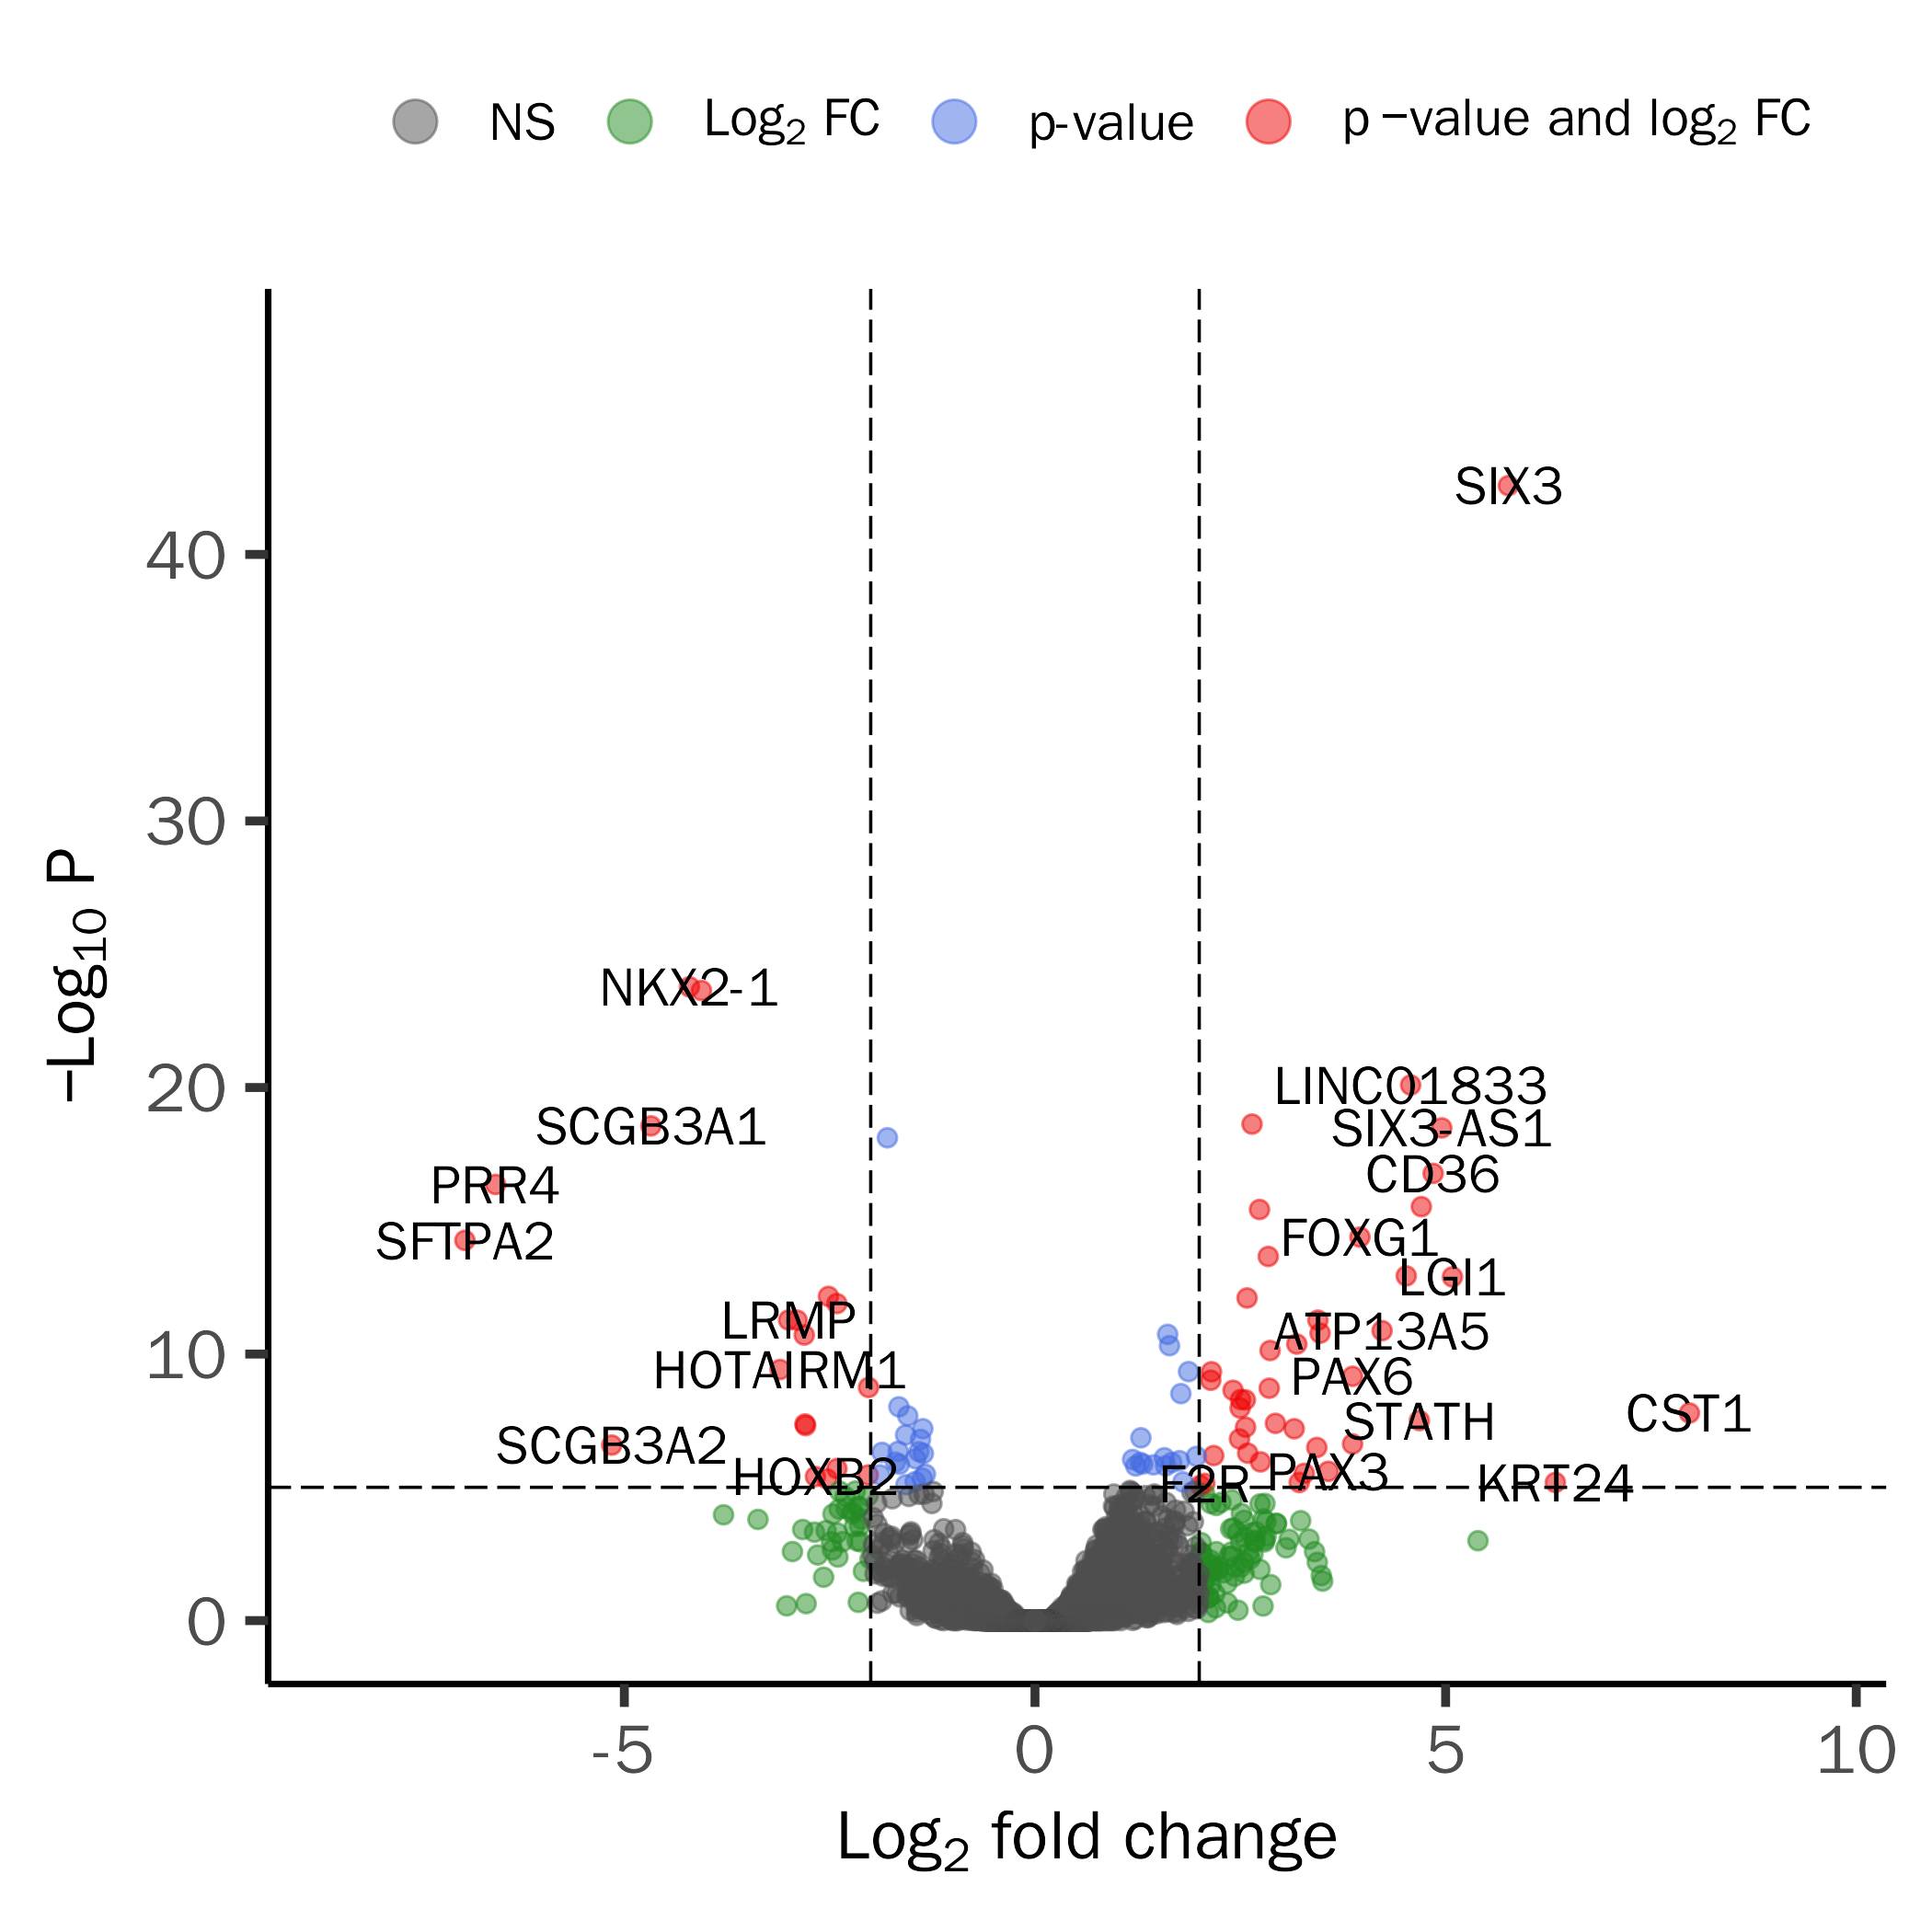 NS Log₂ FC p-value p −value and log₂ FC
SIX3
40
30
−Log₁₀ P
NKX2-1
20
LINC01833
SCGB3A1
SIX3-AS1
CD36
PRR4
SFTPA2
FOXG1
LGI1
LRMP
ATP13A5
10
HOTAIRM1
PAX6
CST1
STATH
SCGB3A2
HOXB2
F2R
PAX3
KRT24
0
-5 0 5 10
Log₂ fold change